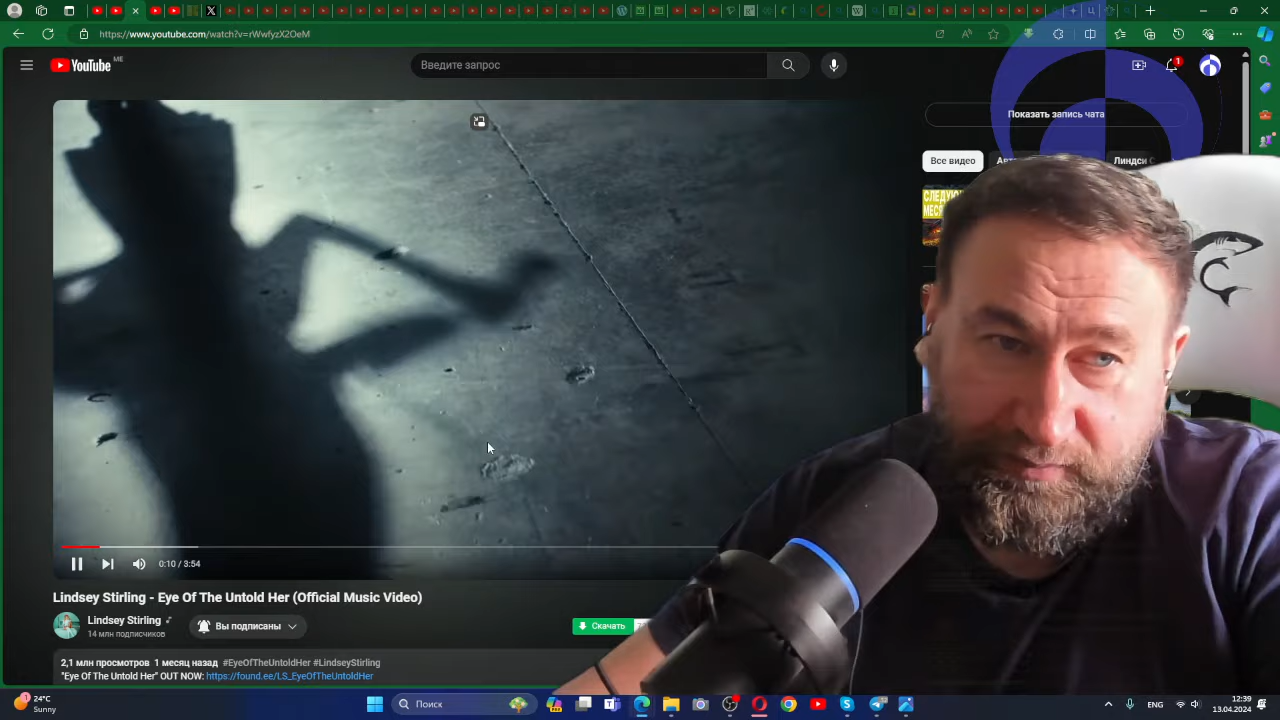 https://www.youtube.com/watch?v=rWwfyzX2OeM
YouTube ME
Введите запрос
1
Показать запись чата
Все видео
Линдси
0:10 / 3:54
Lindsey Stirling - Eye Of The Untold Her (Official Music Video)
Lindsey Stirling
14 млн подписчиков
Вы подписаны
Скачать
2,1 млн просмотров 1 месяц назад #EyeOfTheUntoldHer #LindseyStirling
"Eye Of The Untold Her" OUT NOW: https://found.ee/LS_EyeOfTheUntoldHer
24°C
Sunny
Поиск
12:39
13.04.2024